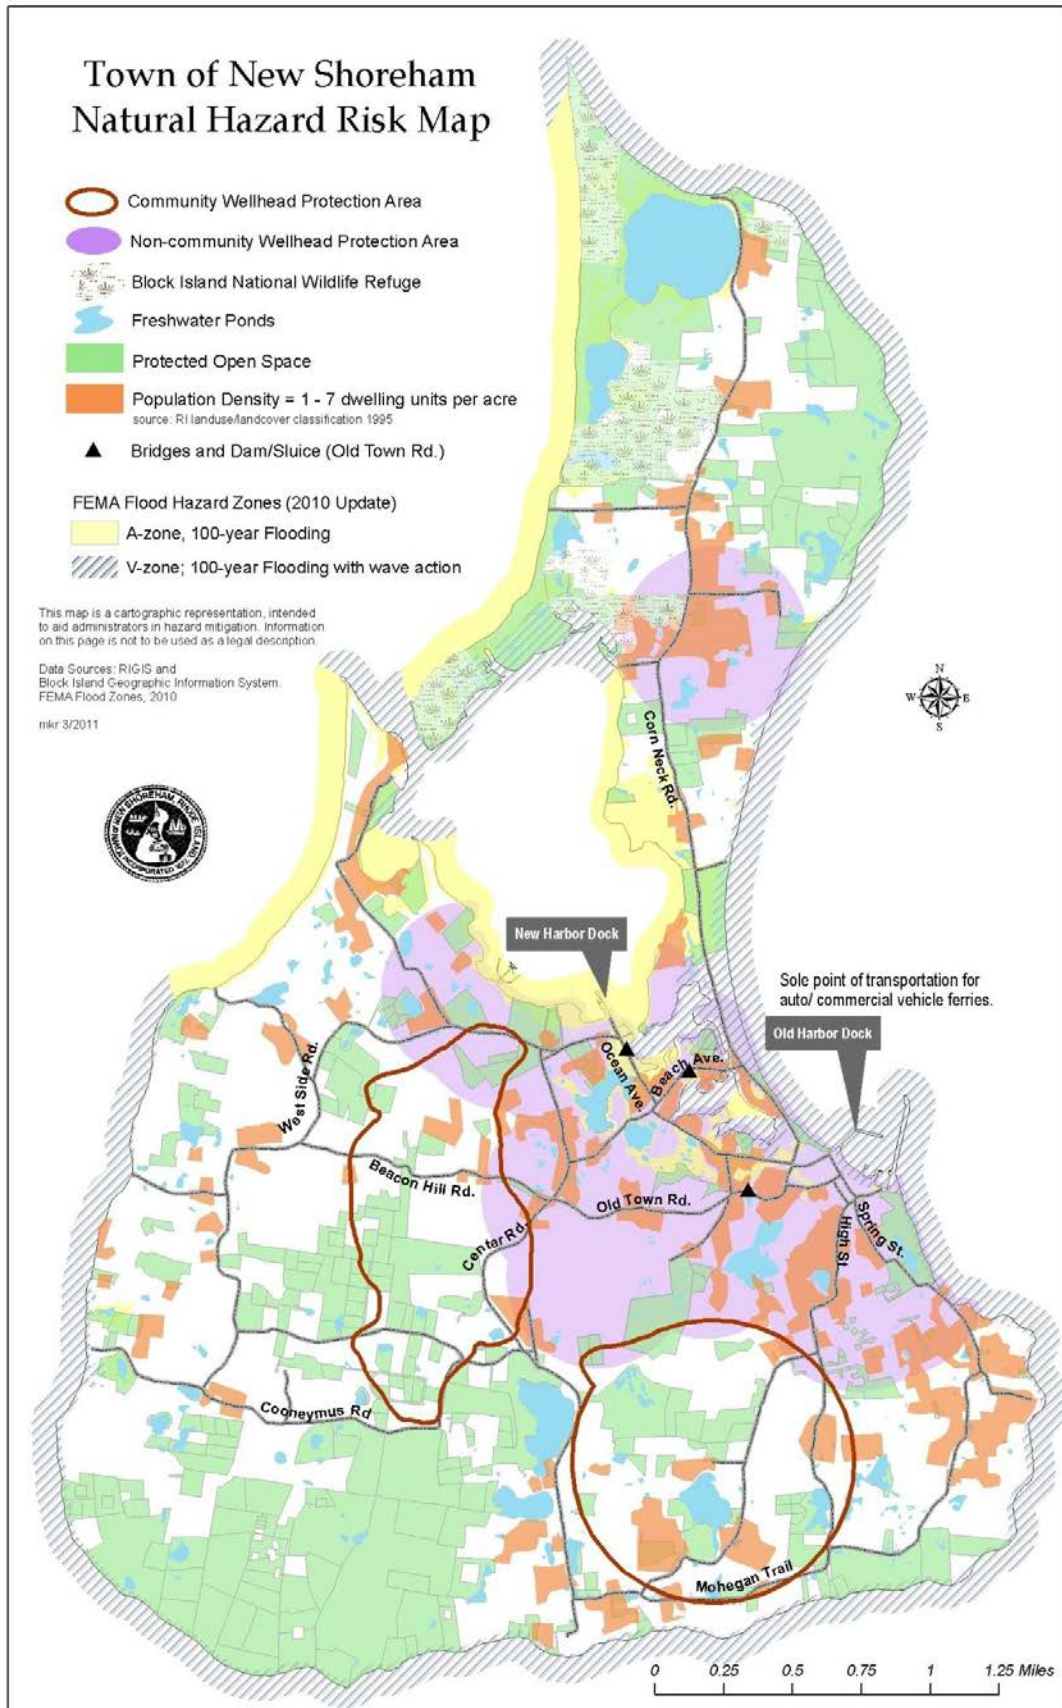 Town of New Shoreham
Natural Hazard Risk Map
Community Wellhead Protection Area
Non-community Wellhead Protection Area
Block Island National Wildlife Refuge
Freshwater Ponds
Protected Open Space
Population Density = 1 - 7 dwelling units per acre
source: RI landuse/landcover classification 1995
Bridges and Dam/Sluice (Old Town Rd.)
FEMA Flood Hazard Zones (2010 Update)
A-zone, 100-year Flooding
V-zone; 100-year Flooding with wave action
This map is a cartographic representation, intended
to aid administrators in hazard mitigation. Information
on this page is not to be used as a legal description.
Data Sources: RIGIS and
Block Island Geographic Information System.
FEMA Flood Zones, 2010
mkr 3/2011
N
W
E
S
Corn Neck Rd.
TOWN OF NEW SHOREHAM, RHODE ISLAND
INCORPORATED 1672
New Harbor Dock
Sole point of transportation for
auto/ commercial vehicle ferries.
Old Harbor Dock
Ocean Ave.
Beach Ave.
West Side Rd.
Beacon Hill Rd.
Old Town Rd.
Center Rd.
High St
Spring St.
Cooneymus Rd
Mohegan Trail
0 0.25 0.5 0.75 1 1.25 Miles